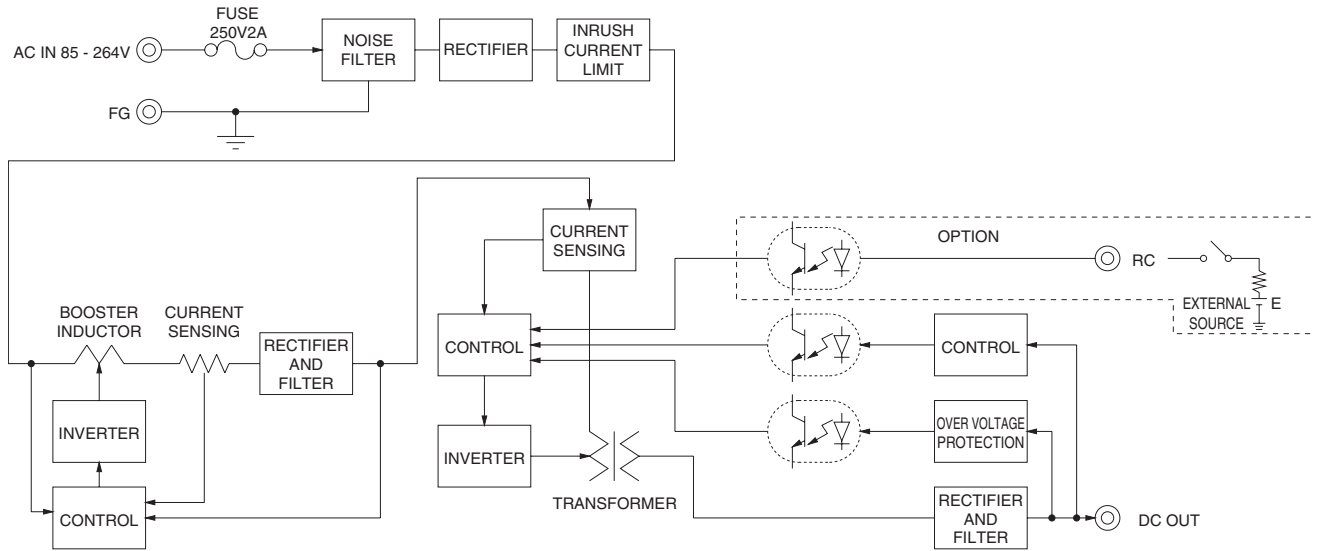 FUSE
250V2A
AC IN 85 - 264V
NOISE
FILTER
RECTIFIER
INRUSH
CURRENT
LIMIT
FG
CURRENT
SENSING
OPTION
RC
EXTERNAL
SOURCE
E
BOOSTER
INDUCTOR
CURRENT
SENSING
RECTIFIER
AND
FILTER
CONTROL
CONTROL
INVERTER
INVERTER
OVER VOLTAGE
PROTECTION
TRANSFORMER
CONTROL
RECTIFIER
AND
FILTER
DC OUT